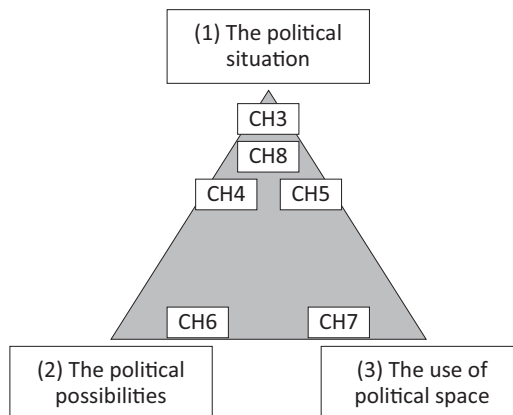 (1) The political
situation
CH3
CH8
CH4
CH5
CH6
CH7
(2) The political
possibilities
(3) The use of
political space